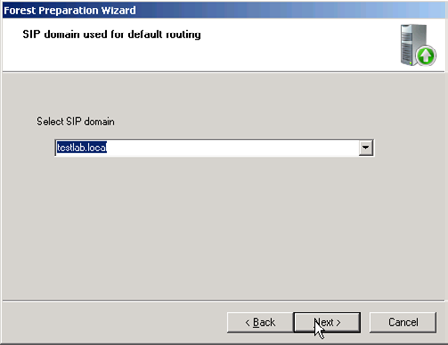 Forest Preparation Wizard
SIP domain used for default routing
Select SIP domain
testlab.local
< Back
Next >
Cancel